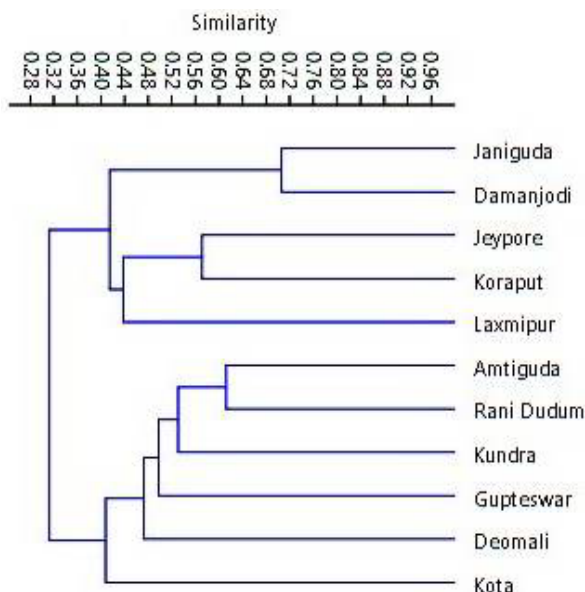 Similarity
0.28 0.32 0.36 0.40 0.44 0.48 0.52 0.56 0.60 0.64 0.68 0.72 0.76 0.80 0.84 0.88 0.92 0.96
Janiguda
Damanjodi
Jeypore
Koraput
Laxmipur
Amtiguda
Rani Dudum
Kundra
Gupteswar
Deomali
Kota